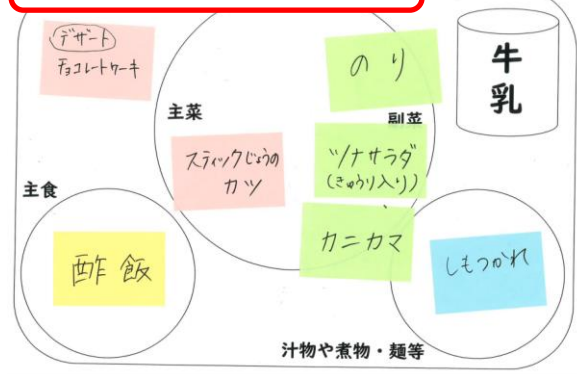 デザート
チョコレートケーキ
のり
牛乳
主菜
副菜
スティックじょうの
カツ
ツナサラダ
(きゅうり入り)
主食
酢飯
カニカマ
しもつかれ
汁物や煮物・麺等